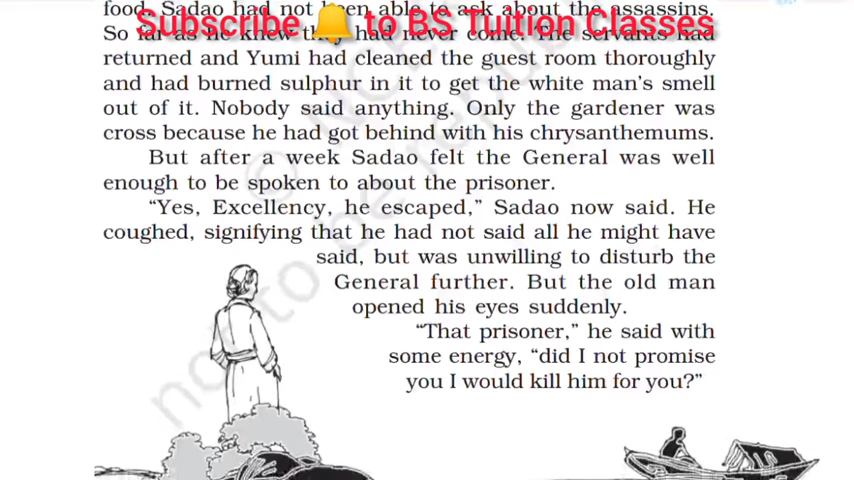 food. Sadao had not been able to ask about the assassins.
Subscribe 🔔 to BS Tuition Classes
So far as he knew they had never come. The servants had
returned and Yumi had cleaned the guest room thoroughly
and had burned sulphur in it to get the white man's smell
out of it. Nobody said anything. Only the gardener was
cross because he had got behind with his chrysanthemums.
But after a week Sadao felt the General was well
enough to be spoken to about the prisoner.
“Yes, Excellency, he escaped,” Sadao now said. He
coughed, signifying that he had not said all he might have
said, but was unwilling to disturb the
General further. But the old man
opened his eyes suddenly.
“That prisoner,” he said with
some energy, “did I not promise
you I would kill him for you?”
not to be republ
© NC